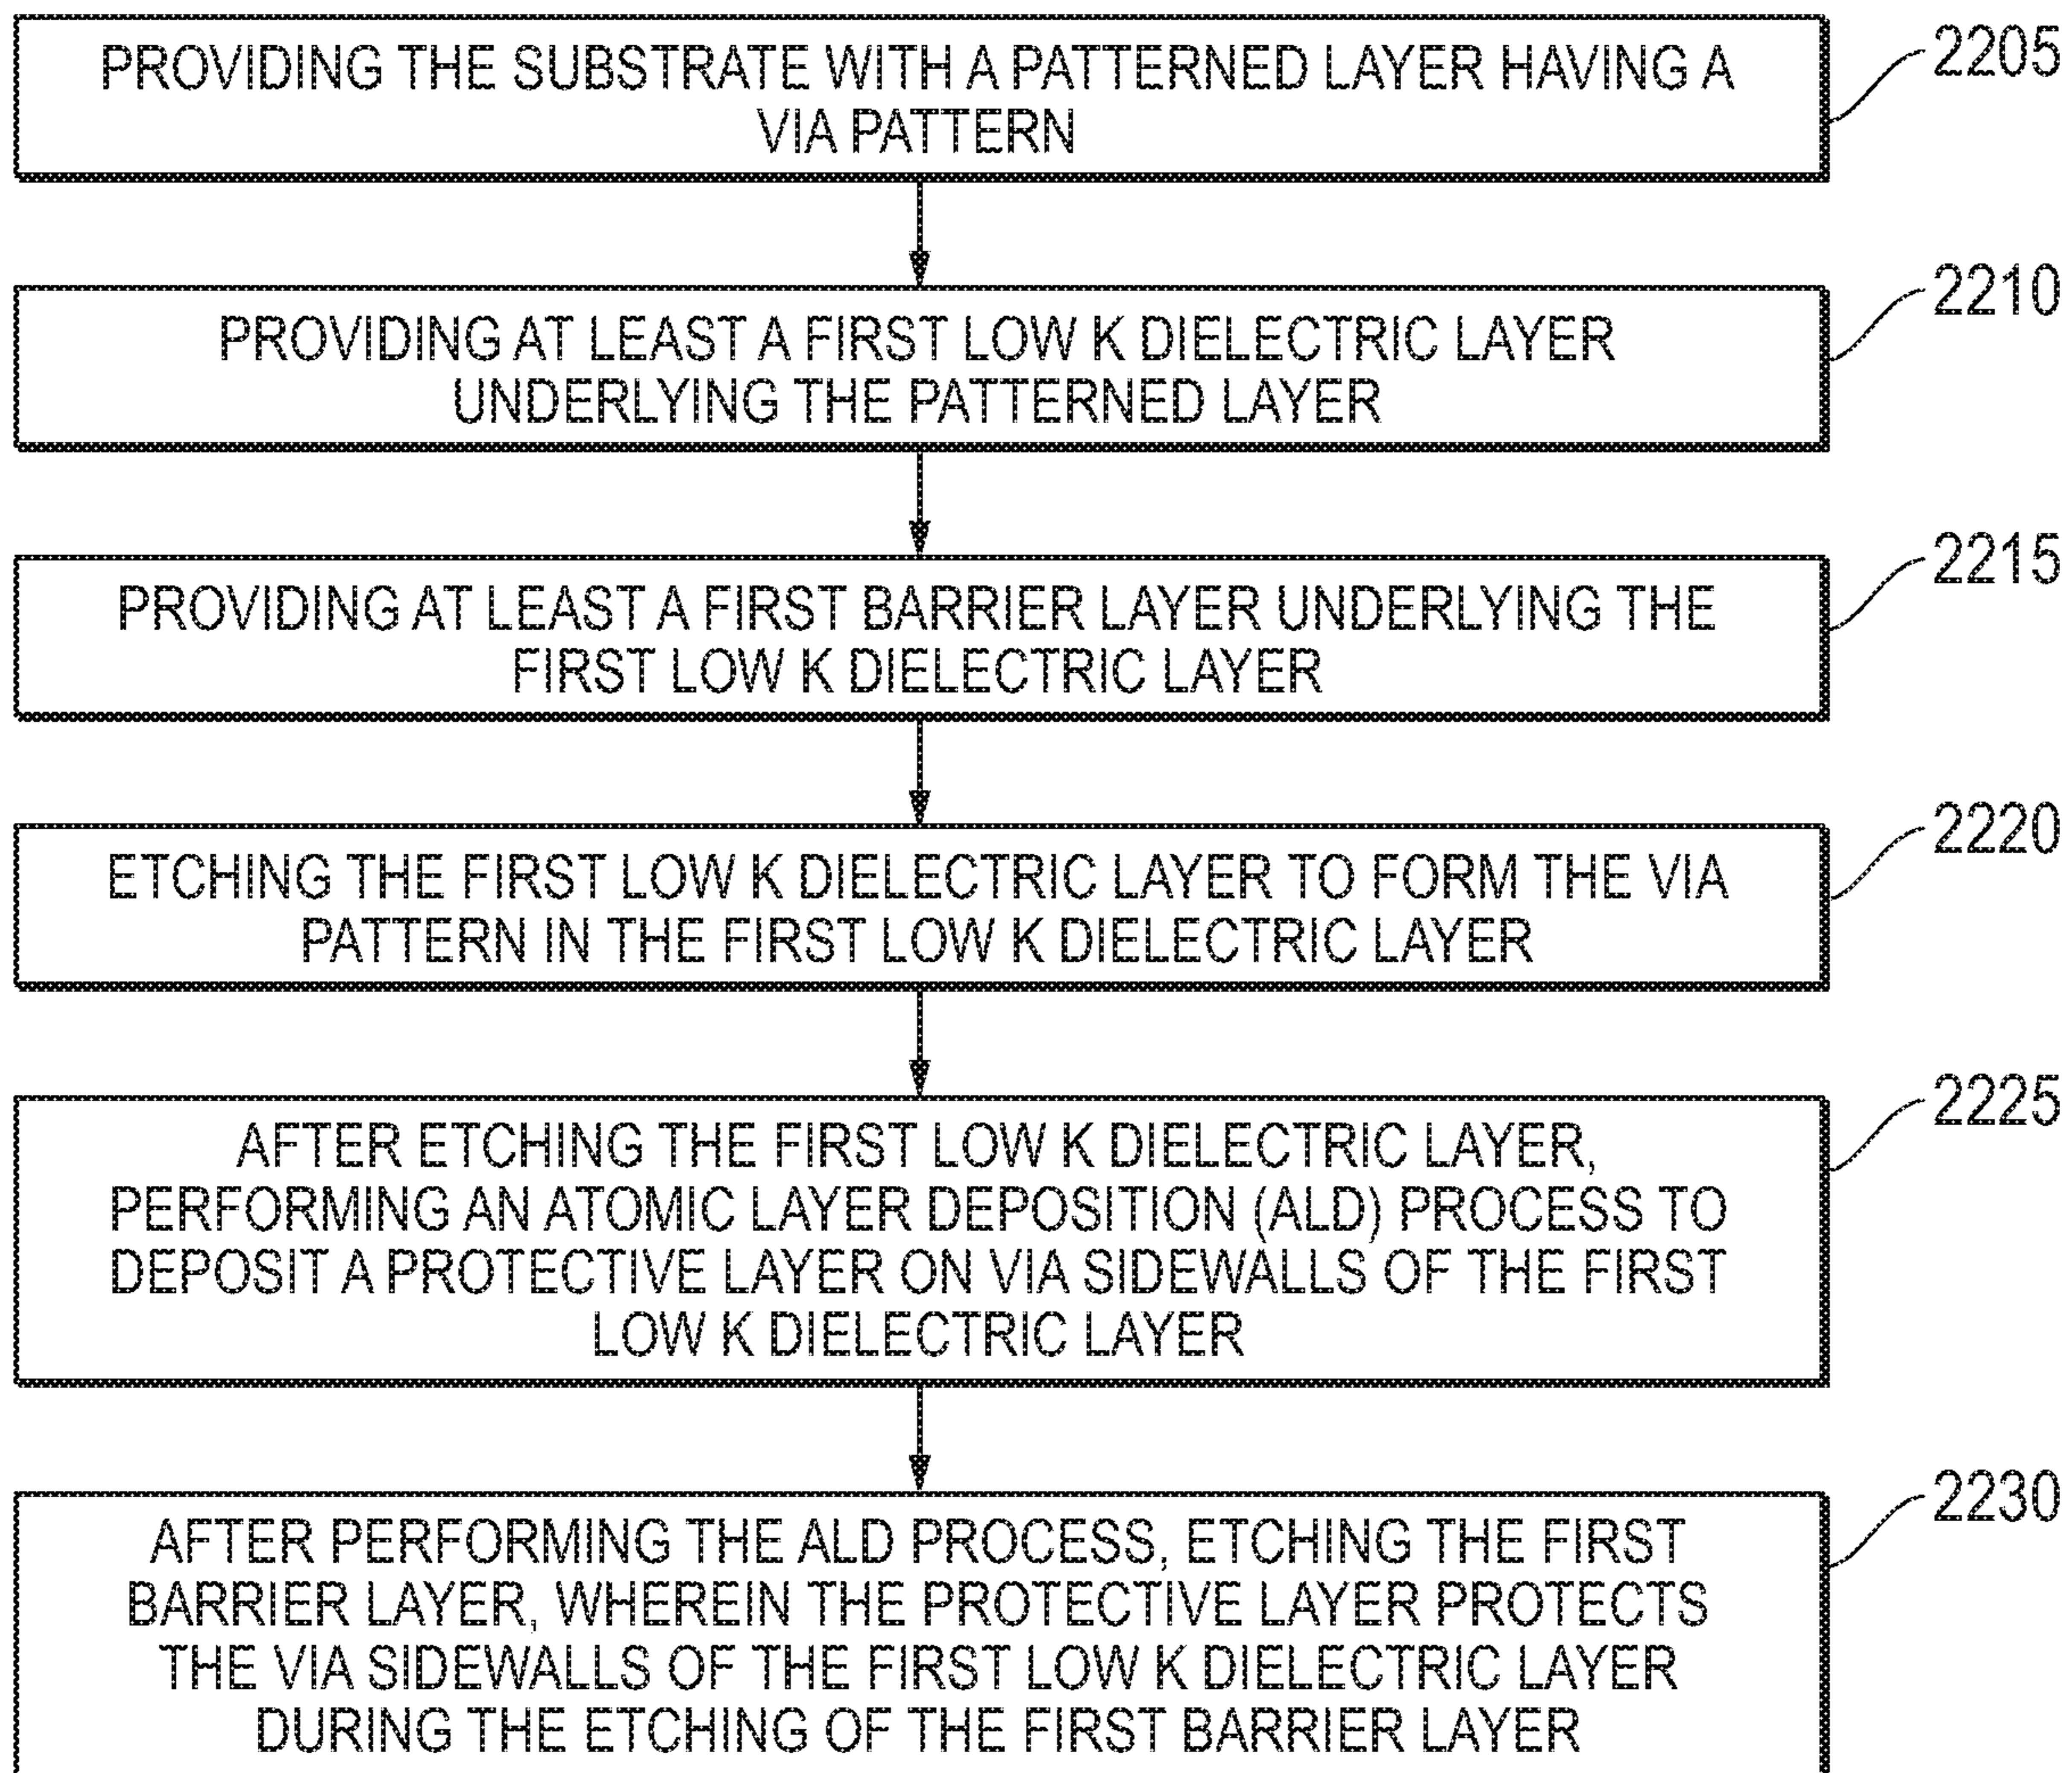 PROVIDING THE SUBSTRATE WITH A PATTERNED LAYER HAVING A
VIA PATTERN
2205
PROVIDING AT LEAST A FIRST LOW K DIELECTRIC LAYER
UNDERLYING THE PATTERNED LAYER
2210
PROVIDING AT LEAST A FIRST BARRIER LAYER UNDERLYING THE
FIRST LOW K DIELECTRIC LAYER
2215
ETCHING THE FIRST LOW K DIELECTRIC LAYER TO FORM THE VIA
PATTERN IN THE FIRST LOW K DIELECTRIC LAYER
2220
AFTER ETCHING THE FIRST LOW K DIELECTRIC LAYER,
PERFORMING AN ATOMIC LAYER DEPOSITION (ALD) PROCESS TO
DEPOSIT A PROTECTIVE LAYER ON VIA SIDEWALLS OF THE FIRST
LOW K DIELECTRIC LAYER
2225
AFTER PERFORMING THE ALD PROCESS, ETCHING THE FIRST
BARRIER LAYER, WHEREIN THE PROTECTIVE LAYER PROTECTS
THE VIA SIDEWALLS OF THE FIRST LOW K DIELECTRIC LAYER
DURING THE ETCHING OF THE FIRST BARRIER LAYER
2230